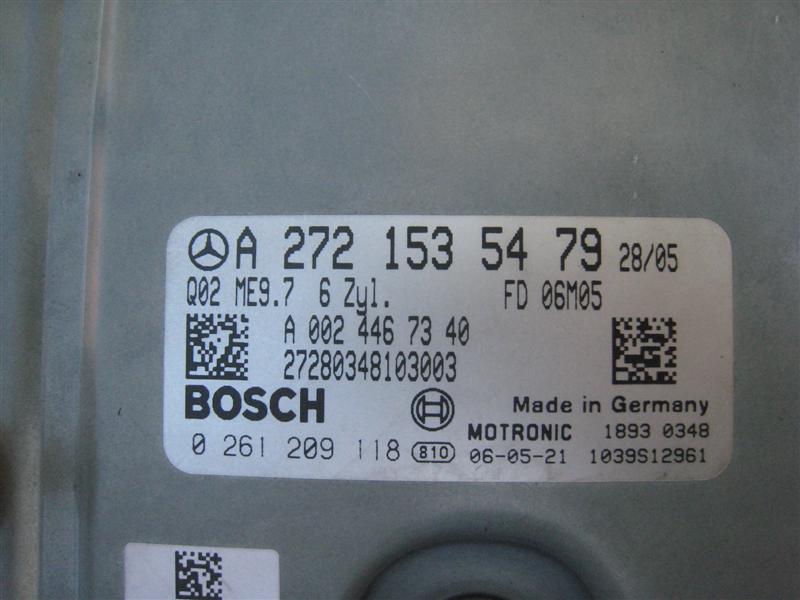 A 272 153 54 79 28/05
Q02 ME9.7 6 Zyl. FD 06M05
A 002 446 73 40
27280348103003
BOSCH Made in Germany
MOTRONIC 1893 0348
0 261 209 118 810 06-05-21 1039S12961